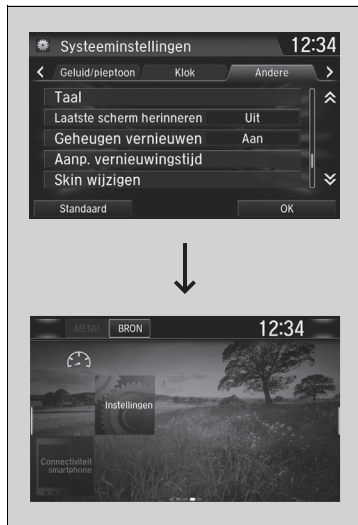 Systeeminstellingen 12:34
Geluid/pieptoon Klok Andere
Taal
Laatste scherm herinneren Uit
Geheugen vernieuwen Aan
Aanp. vernieuwingstijd
Skin wijzigen
Standaard OK
MENU BRON 12:34
Instellingen
Connectiviteit
smartphone